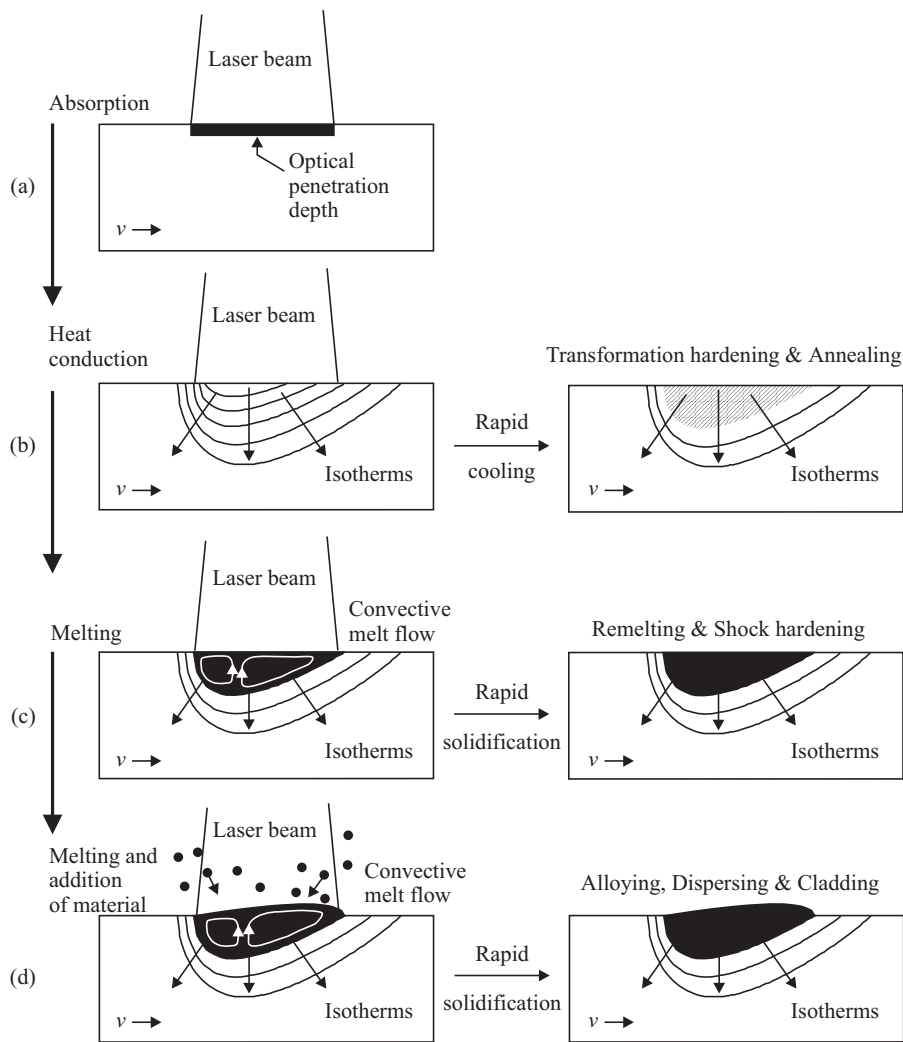 Laser beam
Absorption
Optical
penetration
depth
(a)
v
Laser beam
Heat
conduction
Transformation hardening & Annealing
Rapid
cooling
(b)
Isotherms
Isotherms
v
v
Laser beam
Convective
melt flow
Melting
Remelting & Shock hardening
Rapid
solidification
(c)
Isotherms
Isotherms
v
v
Laser beam
Melting and
addition
of material
Convective
melt flow
Alloying, Dispersing & Cladding
Rapid
solidification
(d)
Isotherms
Isotherms
v
v